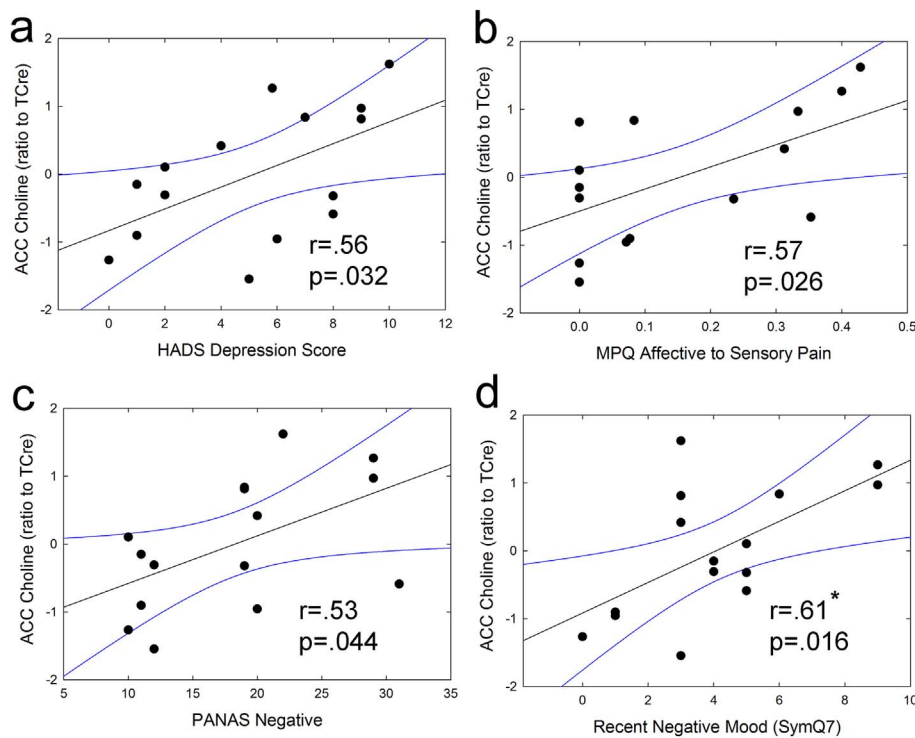 a
2
1
0
-1
-2
ACC Choline (ratio to TCre)
r=.56
p=.032
0 2 4 6 8 10 12
HADS Depression Score
b
2
1
0
-1
-2
ACC Choline (ratio to TCre)
r=.57
p=.026
0.0 0.1 0.2 0.3 0.4 0.5
MPQ Affective to Sensory Pain
c
2
1
0
-1
-2
ACC Choline (ratio to TCre)
r=.53
p=.044
5 10 15 20 25 30 35
PANAS Negative
d
2
1
0
-1
-2
ACC Choline (ratio to TCre)
r=.61*
p=.016
0 2 4 6 8 10
Recent Negative Mood (SymQ7)